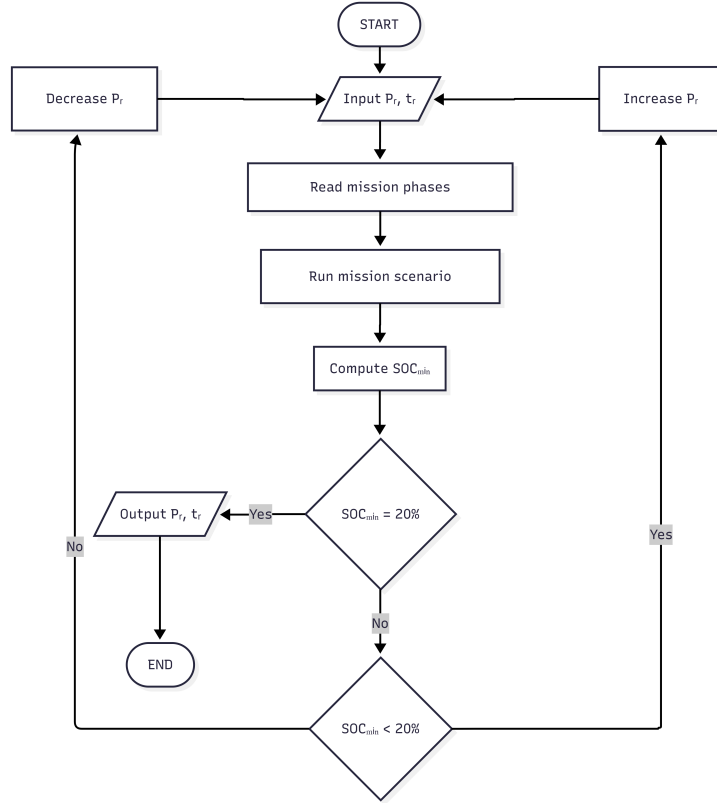 START
Decrease Pᵣ
Input Pᵣ, tᵣ
Increase Pᵣ
Read mission phases
Run mission scenario
Compute SOCₘᵢₙ
Output Pᵣ, tᵣ
Yes
SOCₘᵢₙ = 20%
Yes
No
No
END
SOCₘᵢₙ < 20%